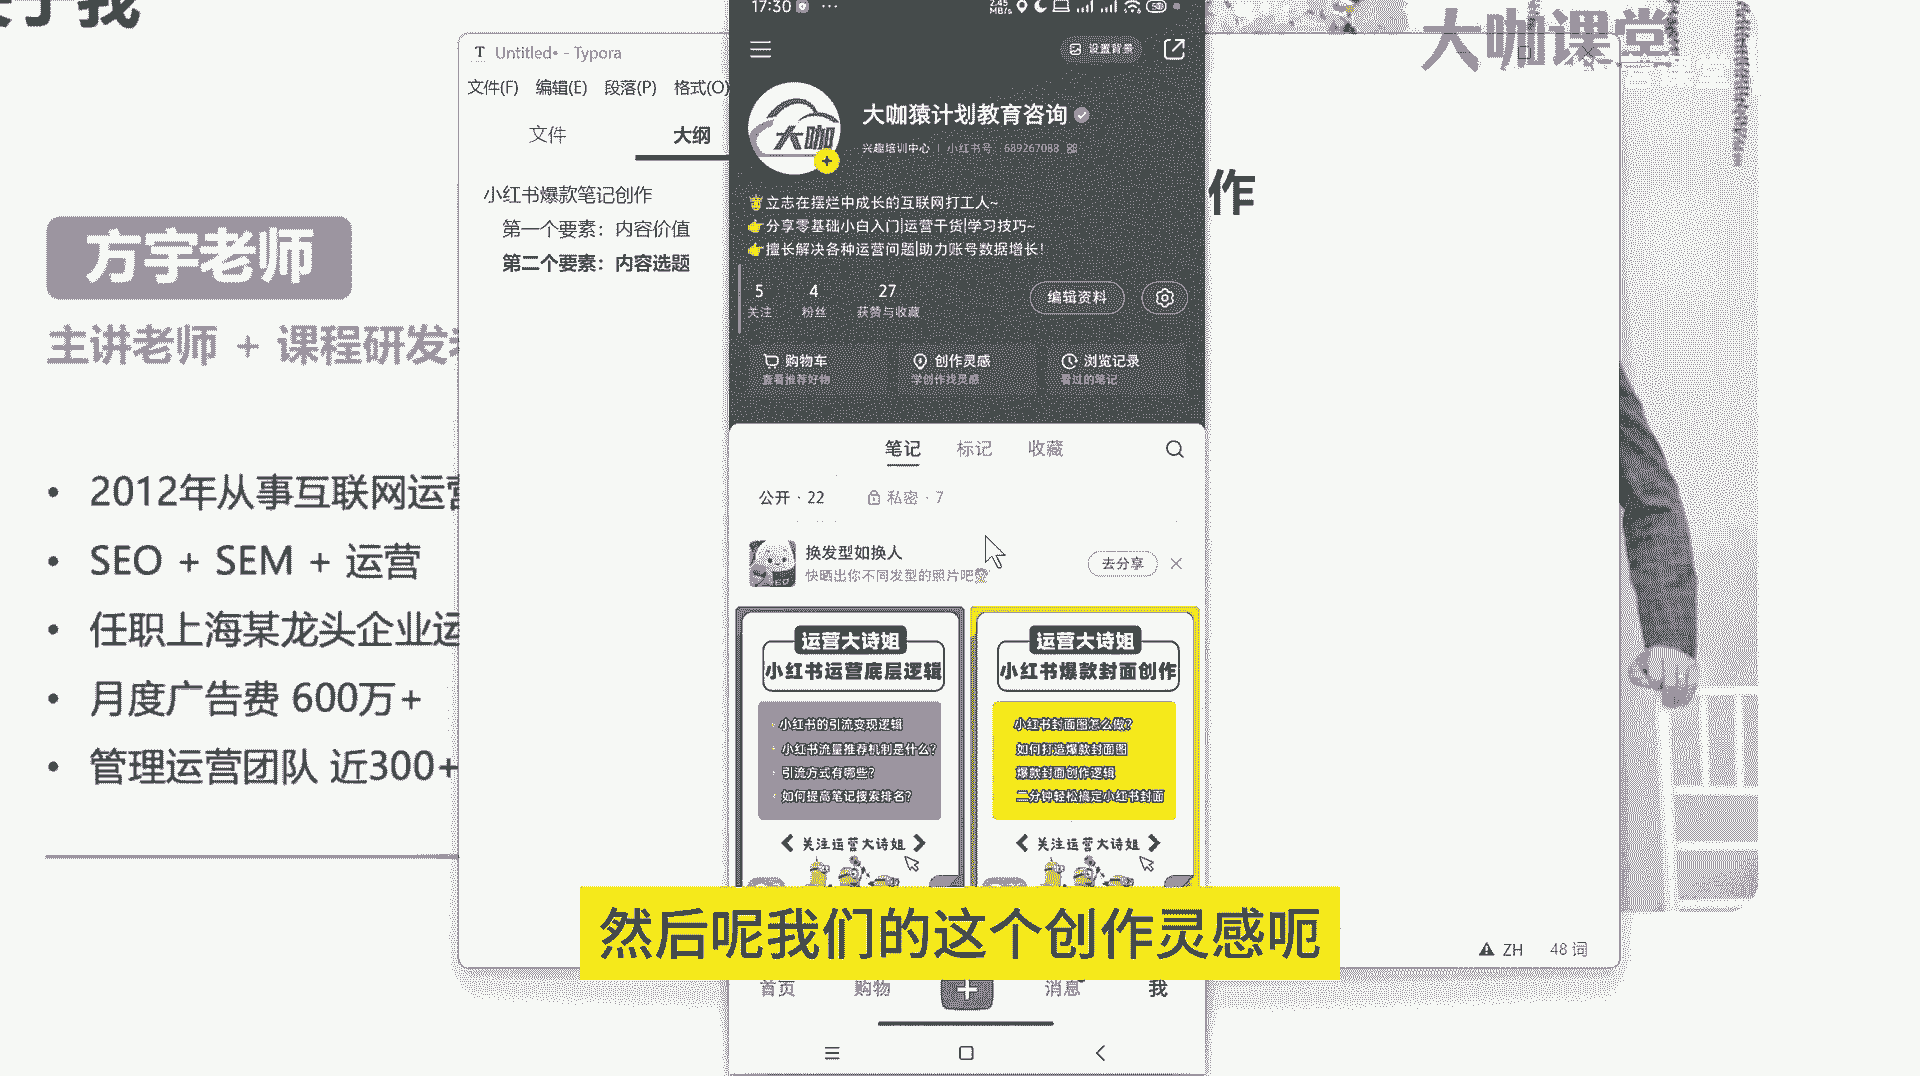 关于我
大咖课堂
方宇老师
主讲老师 + 课程研发
2012年从事互联网运营
SEO + SEM + 运营
任职上海某龙头企业运
月度广告费 600万+
管理运营团队 近300+
Untitled• - Typora
文件(F) 编辑(E) 段落(P) 格式(O)
文件 大纲
小红书爆款笔记创作
第一个要素：内容价值
第二个要素：内容选题
作
ZH 48 词
17:30
2.45 MB/s
设置背景
大咖
大咖猿计划教育咨询
兴趣培训中心 | 小红书号：689267088
立志在摆烂中成长的互联网打工人~
分享零基础小白入门|运营干货|学习技巧~
擅长解决各种运营问题|助力账号数据增长!
5 4 27
关注 粉丝 获赞与收藏
编辑资料
购物车 创作灵感 浏览记录
查看推荐好物 学创作找灵感 看过的笔记
笔记 标记 收藏
公开 · 22 私密 · 7
换发型如换人
快晒出你不同发型的照片吧
去分享
运营大诗姐
小红书运营底层逻辑
· 小红书的引流变现逻辑
· 小红书流量推荐机制是什么?
· 引流方式有哪些?
· 如何提高笔记搜索排名?
关注运营大诗姐
运营大诗姐
小红书爆款封面创作
小红书封面图怎么做?
如何打造爆款封面图
爆款封面创作逻辑
二分钟轻松搞定小红书封面
关注运营大诗姐
然后呢我们的这个创作灵感呃
首页 购物 消息 我